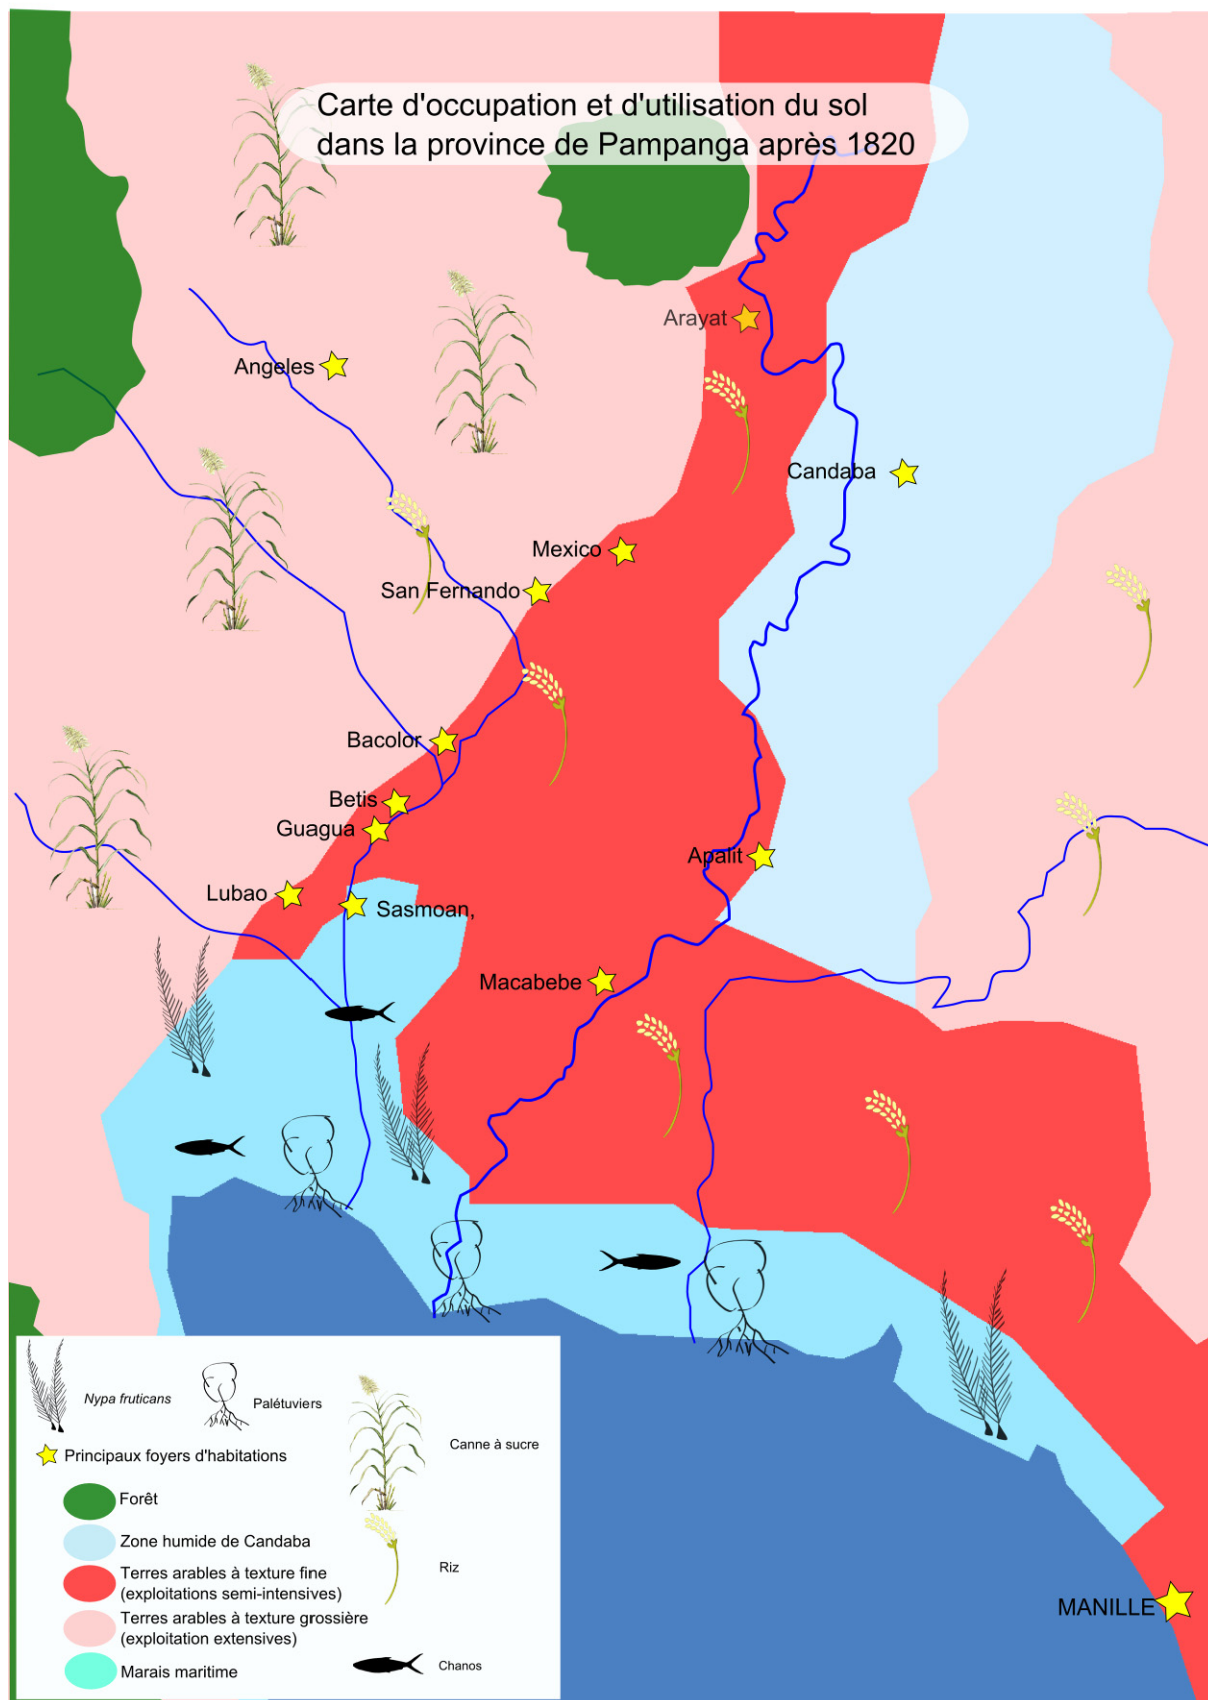 Carte d'occupation et d'utilisation du sol
dans la province de Pampanga après 1820
Arayat
Angeles
Candaba
Mexico
San Fernando
Bacolor
Betis
Guagua
Apalit
Lubao
Sasmoan,
Macabebe
MANILLE
Nypa fruticans
Palétuviers
Canne à sucre
Principaux foyers d'habitations
Forêt
Zone humide de Candaba
Riz
Terres arables à texture fine
(exploitations semi-intensives)
Terres arables à texture grossière
(exploitation extensives)
Marais maritime
Chanos